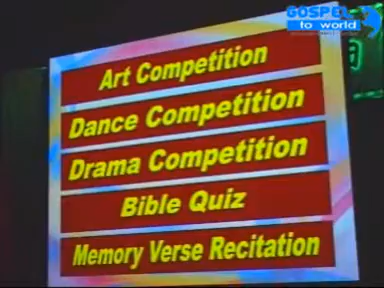 GOSPEL
to world
Art Competition
Dance Competition
Drama Competition
Bible Quiz
Memory Verse Recitation